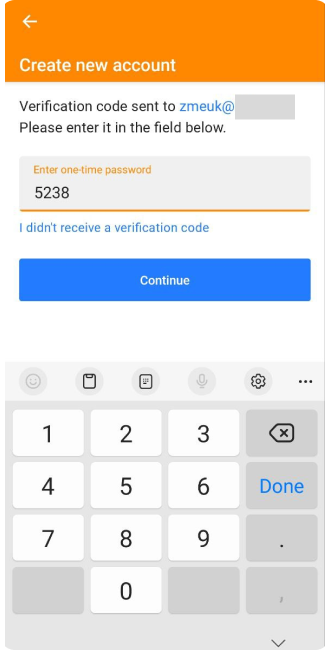 Create new account
Verification code sent to zmeuk@
Please enter it in the field below.
Enter one-time password
5238
I didn't receive a verification code
Continue
1 2 3
4 5 6 Done
7 8 9 .
0 ,